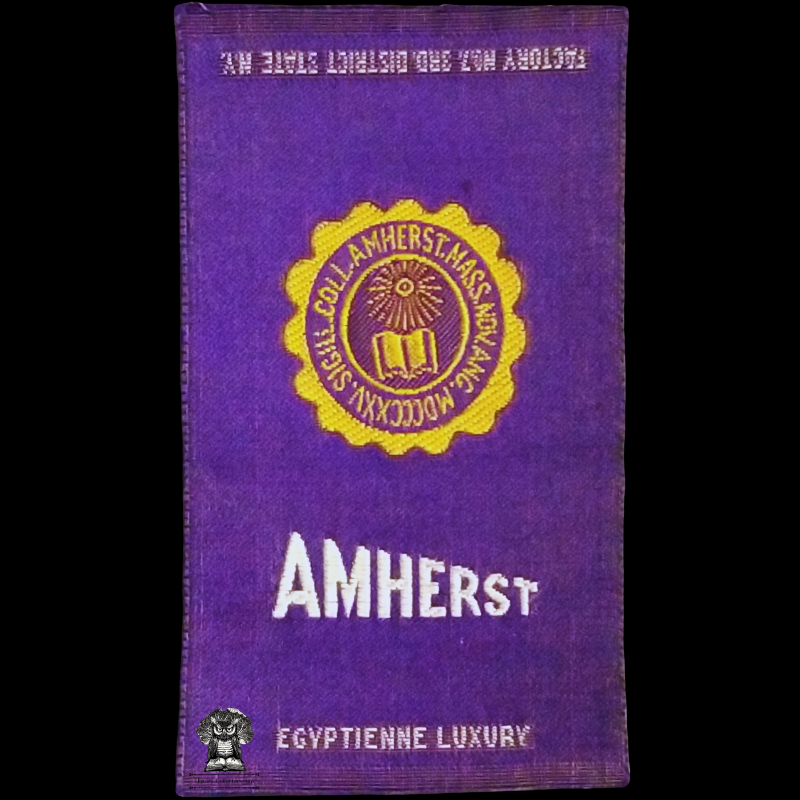 FACTORY NO.7. 3RD. DISTRICT STATE N.Y.
SIGILL. COLL. AMHERST. MASS. NOV. ANG. MDCCCXXV.
AMHERST
EGYPTIENNE LUXURY